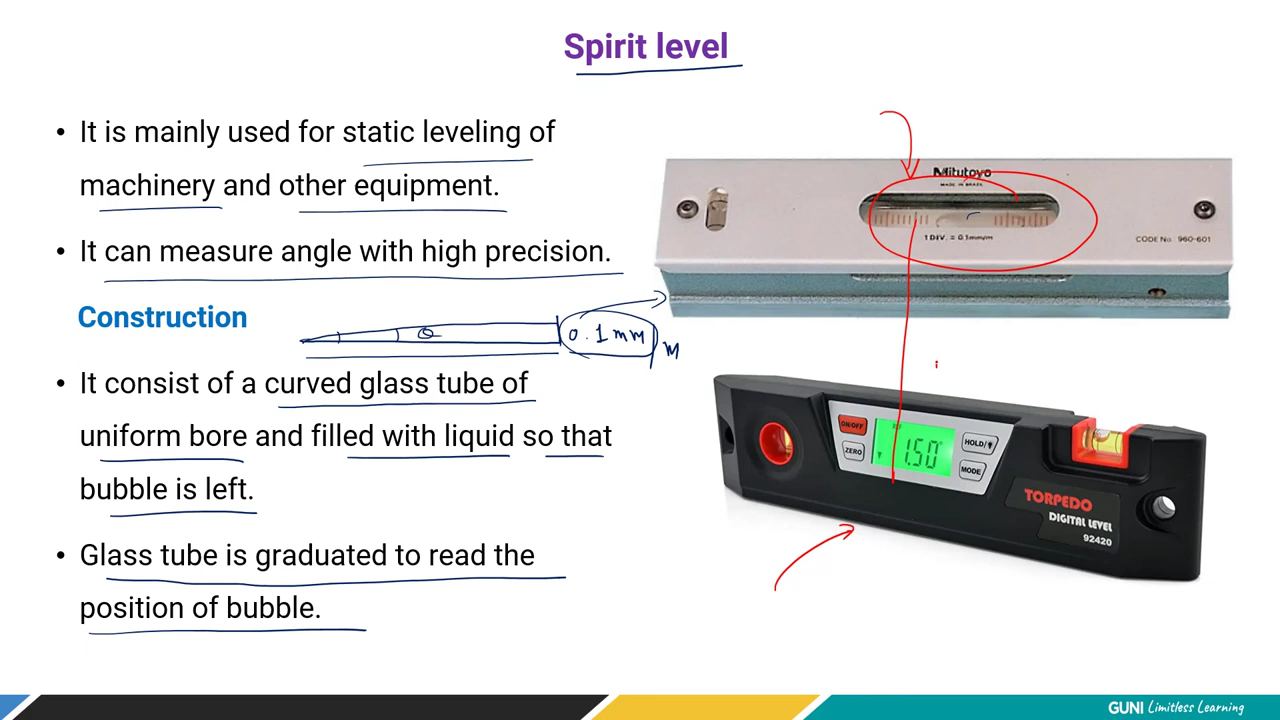 Spirit level
• It is mainly used for static leveling of
machinery and other equipment.
• It can measure angle with high precision.
Construction
0.1mm/m
• It consist of a curved glass tube of
uniform bore and filled with liquid so that
bubble is left.
• Glass tube is graduated to read the
position of bubble.
Mitutoyo
MADE IN BRAZIL
1 DIV. = 0.1mm/m
CODE No. 960-601
ON/OFF
ZERO
1.50
HOLD/
MODE
TORPEDO
DIGITAL LEVEL
92420
GUNI Limitless Learning